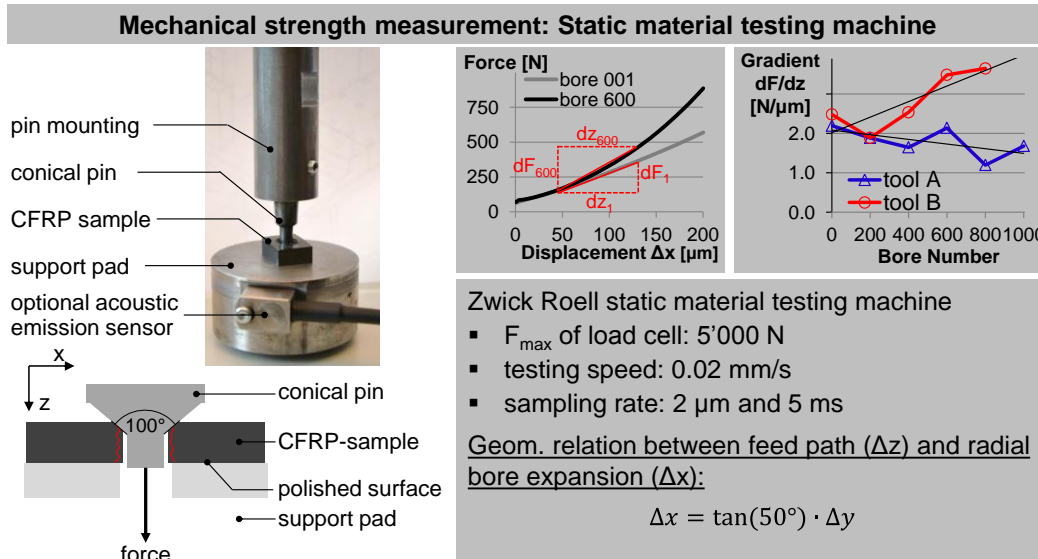 Mechanical strength measurement: Static material testing machine
pin mounting
conical pin
CFRP sample
support pad
optional acoustic
emission sensor
x
z
100°
conical pin
CFRP-sample
polished surface
support pad
force
Force [N]
bore 001
bore 600
750
500
250
0
dz600
dF600
dF1
dz1
0 50 100 150 200
Displacement Δx [µm]
Gradient
dF/dz
[N/µm]
2.0
1.0
0.0
tool A
tool B
0 200 400 600 800 1000
Bore Number
Zwick Roell static material testing machine
▪ Fmax of load cell: 5’000 N
▪ testing speed: 0.02 mm/s
▪ sampling rate: 2 µm and 5 ms
Geom. relation between feed path (Δz) and radial
bore expansion (Δx):
Δx = tan(50°) · Δy